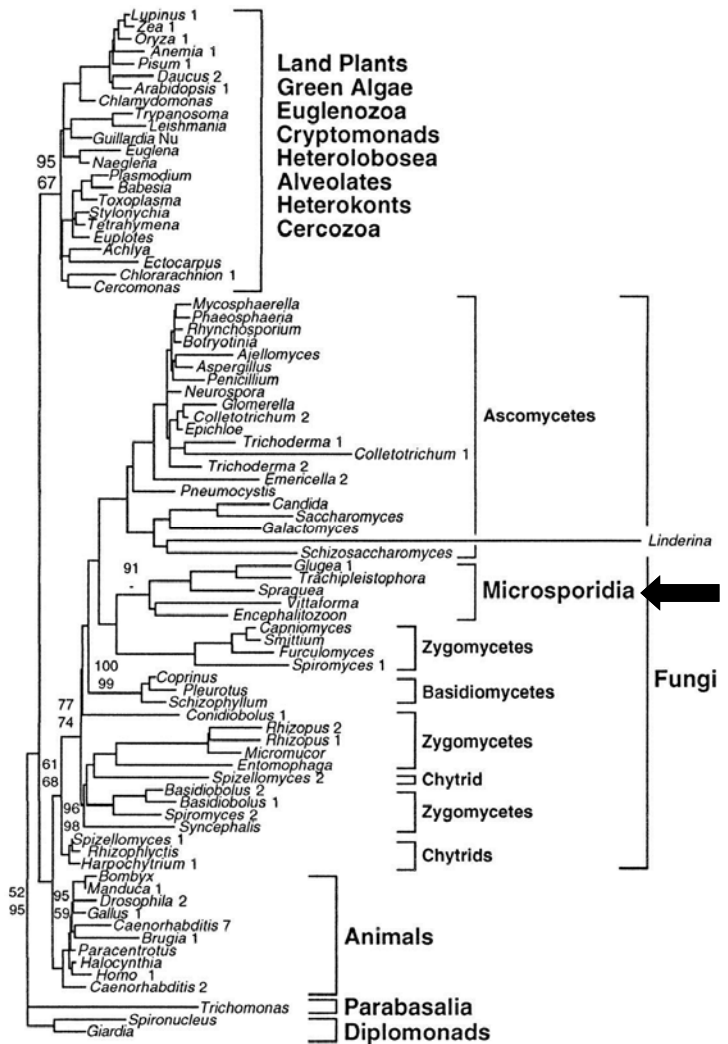 Lupinus 1
Zea 1
Oryza 1
Anemia 1
Pisum 1
Daucus 2
Arabidopsis 1
Chlamydomonas
Trypanosoma
Leishmania
Guillardia Nu
Euglena
Naeglena
Plasmodium
Babesia
Toxoplasma
Stylonychia
Tetrahymena
Euplotes
Achlya
Ectocarpus
Chlorarachnion 1
Cercomonas
95
67
Land Plants
Green Algae
Euglenozoa
Cryptomonads
Heterolobosea
Alveolates
Heterokonts
Cercozoa
Mycosphaerella
Phaeosphaeria
Rhynchosporium
Botryotinia
Ajellomyces
Aspergillus
Penicillium
Neurospora
Glomerella
Colletotrichum 2
Epichloe
Trichoderma 1
Colletotrichum 1
Trichoderma 2
Emericella 2
Pneumocystis
Candida
Saccharomyces
Galactomyces
Linderina
Schizosaccharomyces
Ascomycetes
91
-
Glugea 1
Trachipleistophora
Spraguea
Vittaforma
Encephalitozoon
Microsporidia
Capniomyces
Smittium
Furculomyces
Spiromyces 1
Zygomycetes
100
99
Coprinus
Pleurotus
Schizophyllum
Basidiomycetes
Fungi
77
74
Conidiobolus 1
Rhizopus 2
Rhizopus 1
Micromucor
Entomophaga
Zygomycetes
61
68
Spizellomyces 2
Chytrid
96
98
Basidiobolus 2
Basidiobolus 1
Spiromyces 2
Syncephalis
Zygomycetes
Spizellomyces 1
Rhizophlyctis
Harpochytrium 1
Chytrids
52
95
95
59
Bombyx
Manduca 1
Drosophila 2
Gallus 1
Caenorhabditis 7
Brugia 1
Paracentrotus
Halocynthia
Homo 1
Caenorhabditis 2
Animals
Trichomonas
Parabasalia
Spironucleus
Giardia
Diplomonads